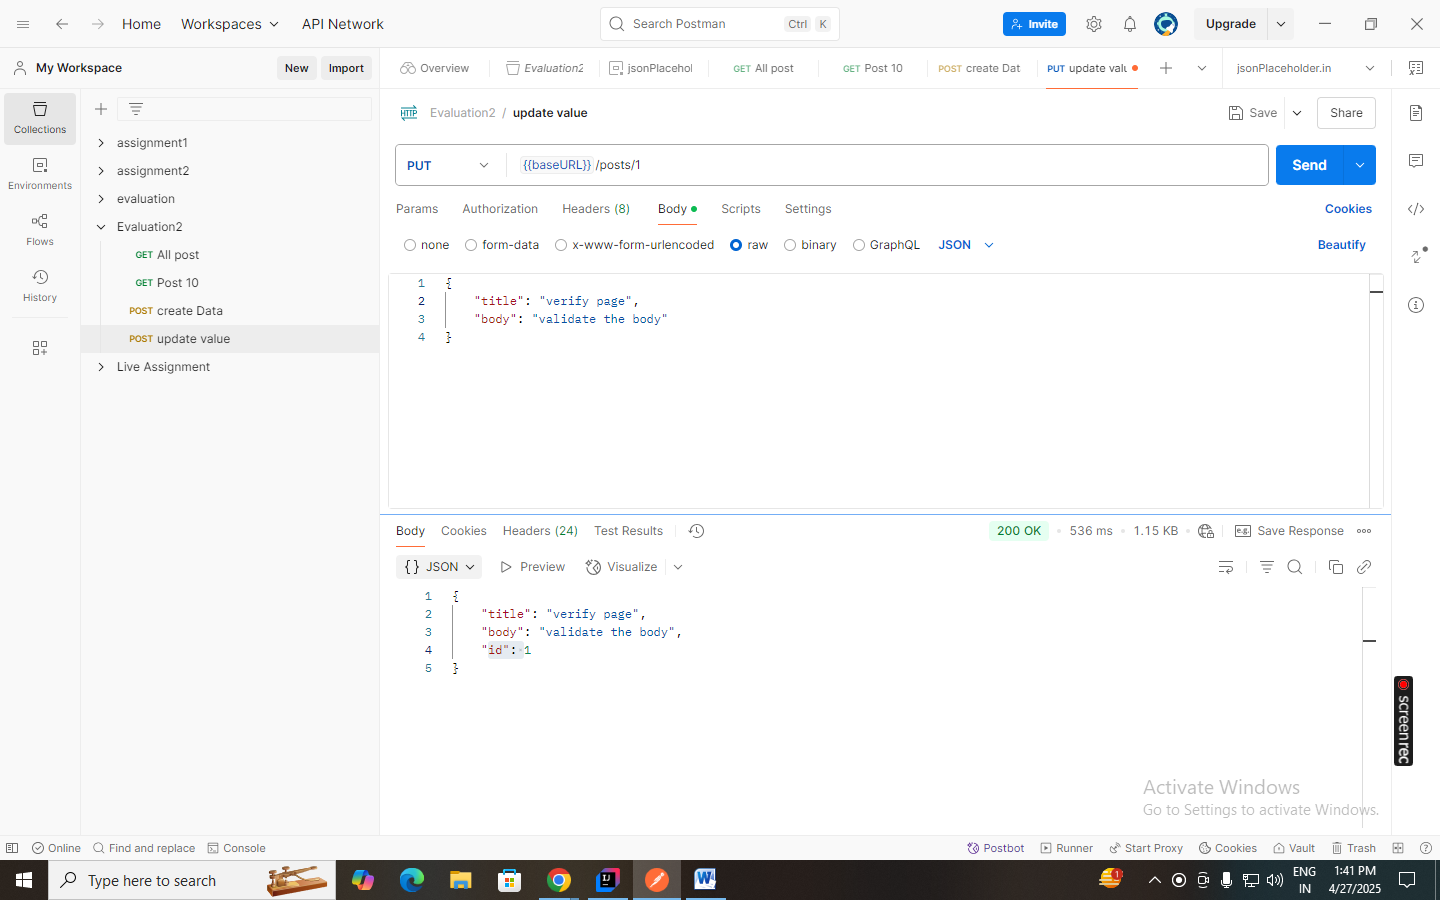 Home Workspaces API Network Search Postman Ctrl K Invite Upgrade
My Workspace New Import Overview Evaluation2 jsonPlacehol GET All post GET Post 10 POST create Dat PUT update valu jsonPlaceholder.in
Collections
Environments
Flows
History
assignment1
assignment2
evaluation
Evaluation2
GET All post
GET Post 10
POST create Data
POST update value
Live Assignment
HTTP Evaluation2 / update value Save Share
PUT {{baseURL}} /posts/1 Send
Params Authorization Headers (8) Body Scripts Settings Cookies
none form-data x-www-form-urlencoded raw binary GraphQL JSON Beautify
1 {
2 "title": "verify page",
3 "body": "validate the body"
4 }
Body Cookies Headers (24) Test Results 200 OK 536 ms 1.15 KB e.g. Save Response
{} JSON Preview Visualize
1 {
2 "title": "verify page",
3 "body": "validate the body",
4 "id": 1
5 }
screen rec
Activate Windows
Go to Settings to activate Windows.
Online Find and replace Console Postbot Runner Start Proxy Cookies Vault Trash
Type here to search 1 ENG 1:41 PM
IN 4/27/2025